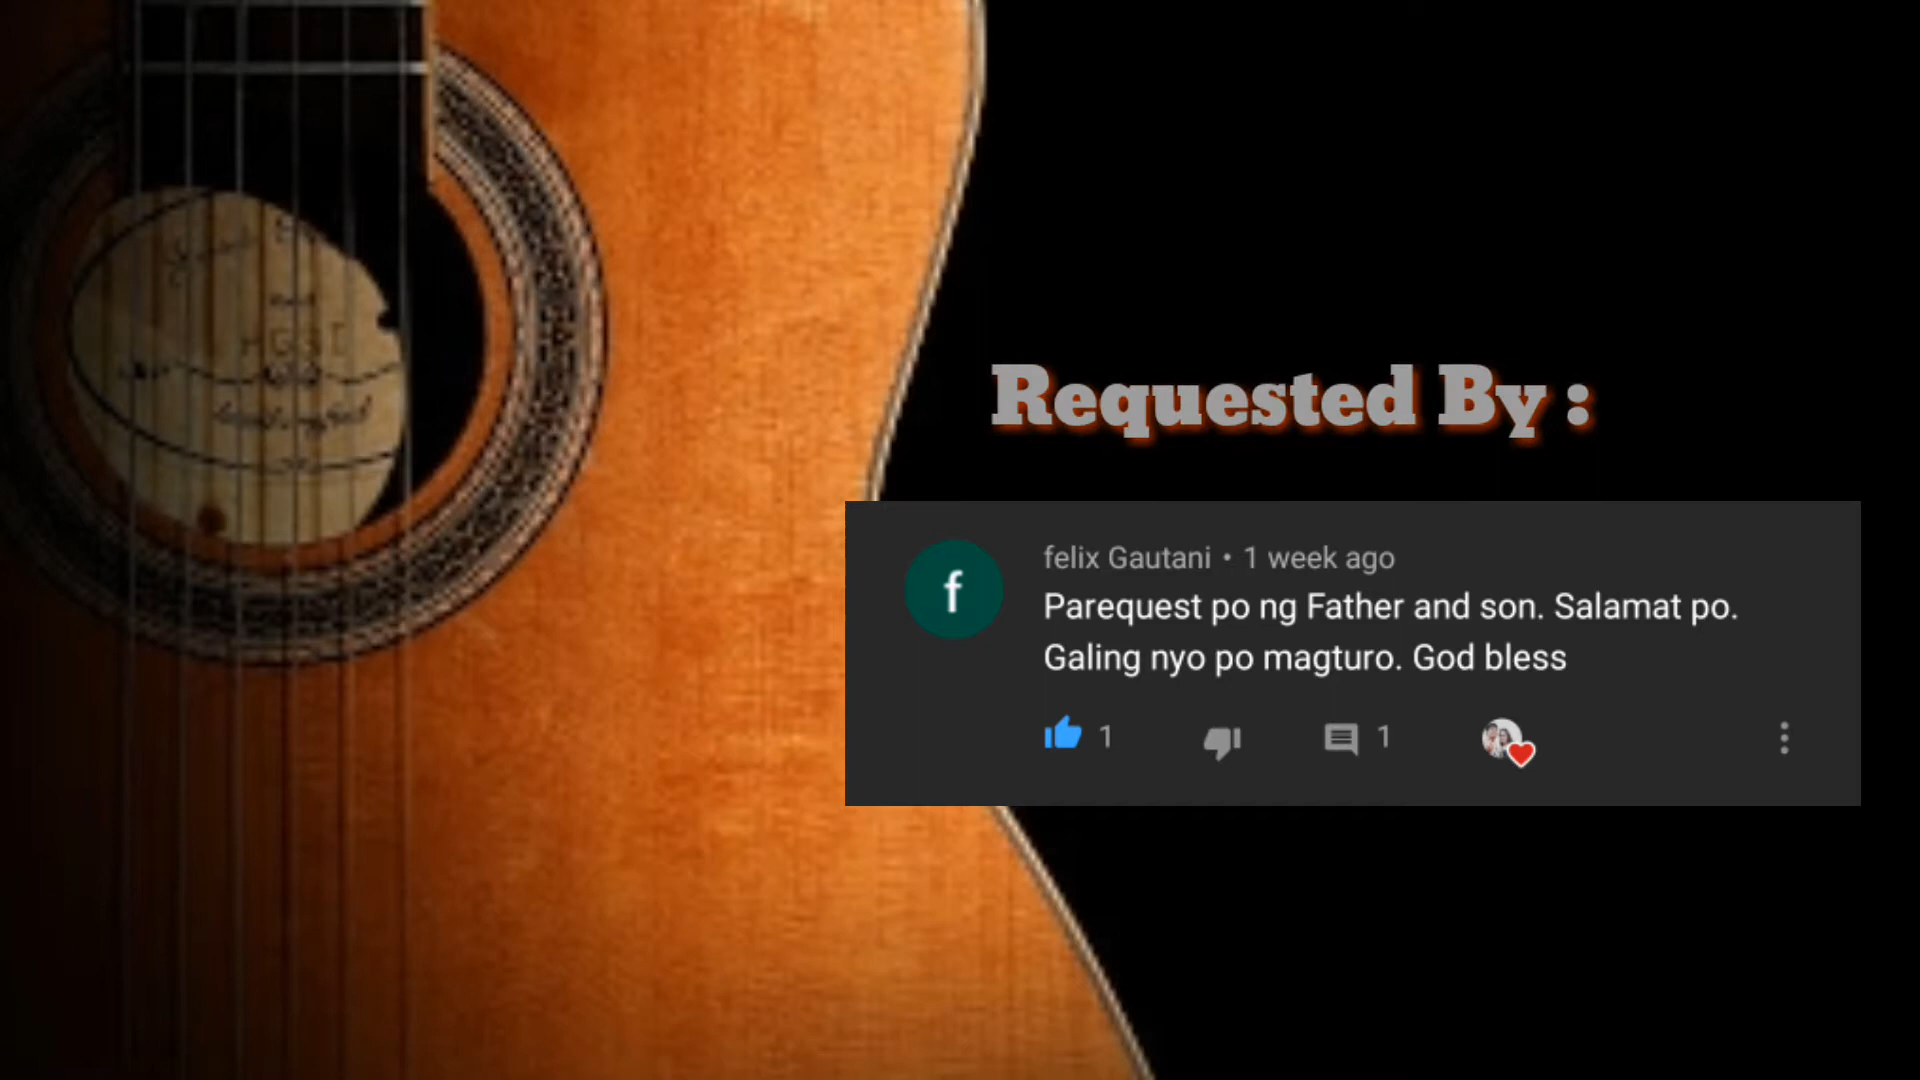 Requested By :
f
felix Gautani • 1 week ago
Parequest po ng Father and son. Salamat po.
Galing nyo po magturo. God bless
1
1